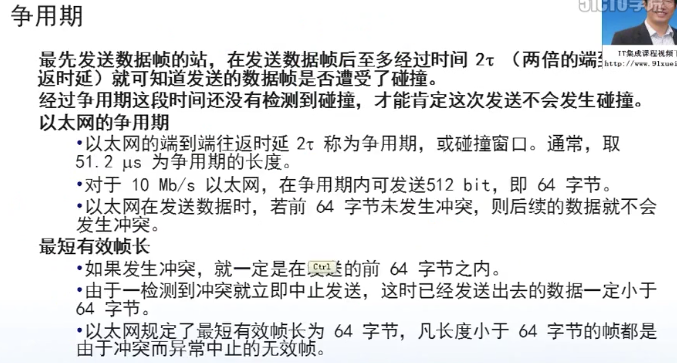 争用期
51CTO学院
IT集成课程视频下
http://www.91xuei
最先发送数据帧的站，在发送数据帧后至多经过时间 2τ （两倍的端到
返时延）就可知道发送的数据帧是否遭受了碰撞。
经过争用期这段时间还没有检测到碰撞，才能肯定这次发送不会发生碰撞。
以太网的争用期
•以太网的端到端往返时延 2τ 称为争用期，或碰撞窗口。通常，取
51.2 μs 为争用期的长度。
•对于 10 Mb/s 以太网，在争用期内可发送512 bit，即 64 字节。
•以太网在发送数据时，若前 64 字节未发生冲突，则后续的数据就不会
发生冲突。
最短有效帧长
•如果发生冲突，就一定是在 Ctrl 送的前 64 字节之内。
•由于一检测到冲突就立即中止发送，这时已经发送出去的数据一定小于
64 字节。
•以太网规定了最短有效帧长为 64 字节，凡长度小于 64 字节的帧都是
由于冲突而异常中止的无效帧。